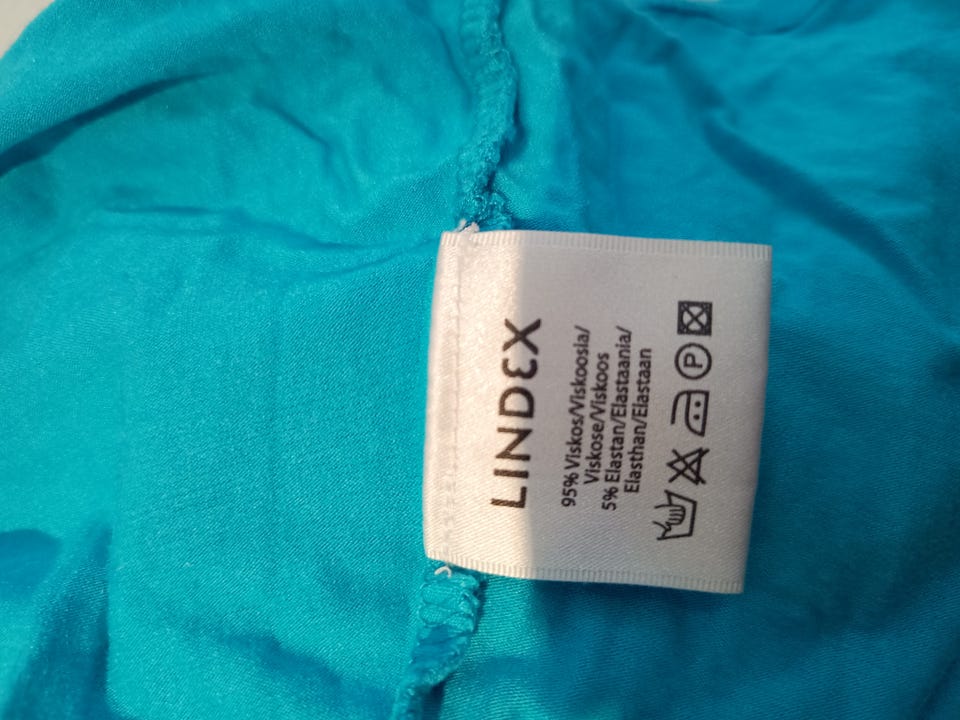 LINDEX
95% Viskos/Viskoosia/
Viskose/Viskoos
5% Elastan/Elastaania/
Elasthan/Elastaan
P